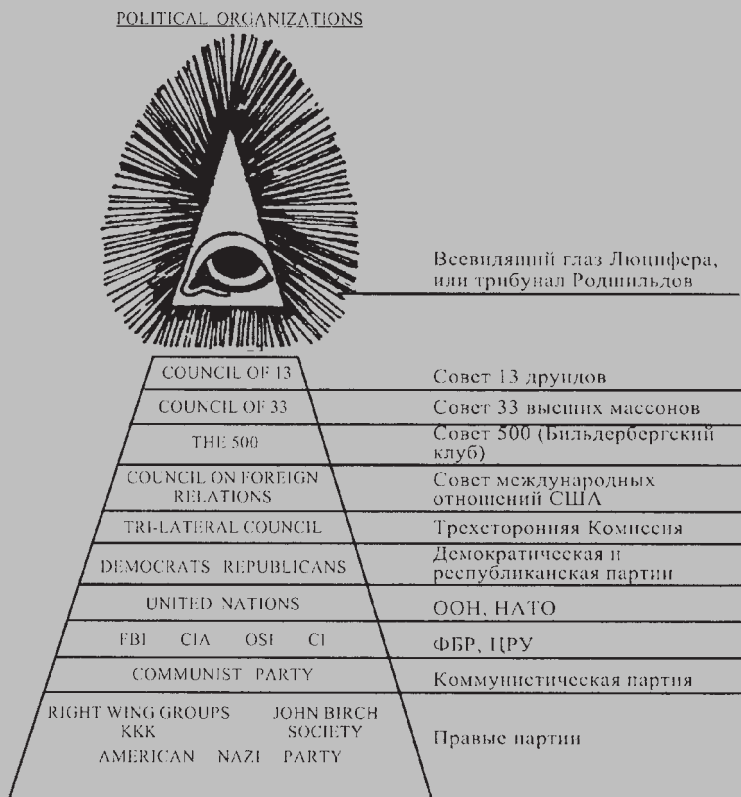 POLITICAL ORGANIZATIONS
Всевидящий глаз Люцифера,
или трибунал Родшильдов
COUNCIL OF 13
Совет 13 друидов
COUNCIL OF 33
Совет 33 высших массонов
THE 500
Совет 500 (Бильдербергский
клуб)
COUNCIL ON FOREIGN
RELATIONS
Совет международных
отношений США
TRI-LATERAL COUNCIL
Трехсторонняя Комиссия
DEMOCRATS REPUBLICANS
Демократическая и
республиканская партии
UNITED NATIONS
ООН, НАТО
FBI CIA OSI CI
ФБР, ЦРУ
COMMUNIST PARTY
Коммунистическая партия
RIGHT WING GROUPS JOHN BIRCH
KKK SOCIETY
AMERICAN NAZI PARTY
Правые партии